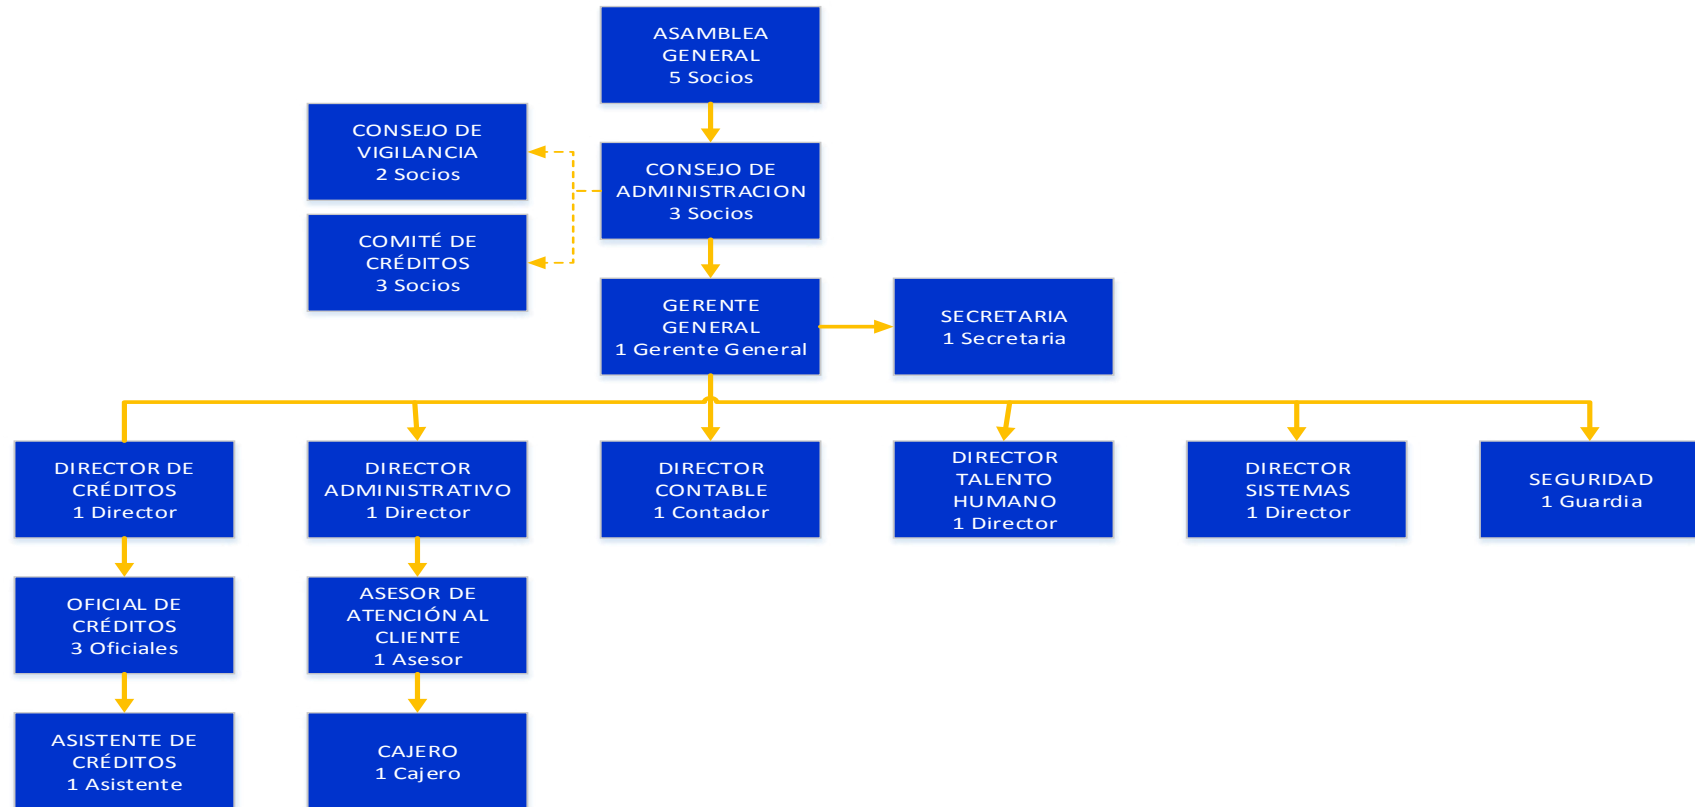 ASAMBLEA
GENERAL
5 Socios
CONSEJO DE
VIGILANCIA
2 Socios
CONSEJO DE
ADMINISTRACION
3 Socios
COMITÉ DE
CRÉDITOS
3 Socios
GERENTE
GENERAL
1 Gerente General
SECRETARIA
1 Secretaria
DIRECTOR DE
CRÉDITOS
1 Director
DIRECTOR
ADMINISTRATIVO
1 Director
DIRECTOR
CONTABLE
1 Contador
DIRECTOR
TALENTO
HUMANO
1 Director
DIRECTOR
SISTEMAS
1 Director
SEGURIDAD
1 Guardia
OFICIAL DE
CRÉDITOS
3 Oficiales
ASESOR DE
ATENCIÓN AL
CLIENTE
1 Asesor
ASISTENTE DE
CRÉDITOS
1 Asistente
CAJERO
1 Cajero